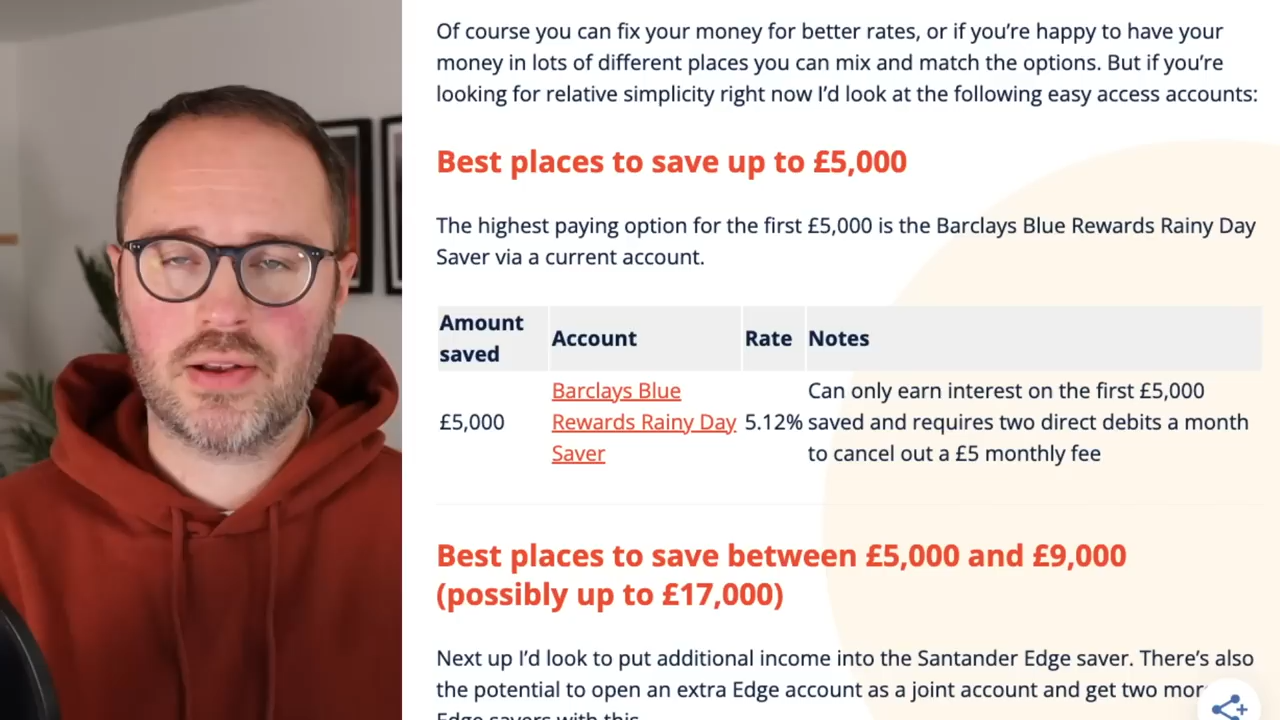 Of course you can fix your money for better rates, or if you’re happy to have your
money in lots of different places you can mix and match the options. But if you’re
looking for relative simplicity right now I’d look at the following easy access accounts:
Best places to save up to £5,000
The highest paying option for the first £5,000 is the Barclays Blue Rewards Rainy Day
Saver via a current account.
Amount
saved
Account
Rate
Notes
£5,000
Barclays Blue
Rewards Rainy Day
Saver
5.12%
Can only earn interest on the first £5,000
saved and requires two direct debits a month
to cancel out a £5 monthly fee
Best places to save between £5,000 and £9,000
(possibly up to £17,000)
Next up I’d look to put additional income into the Santander Edge saver. There’s also
the potential to open an extra Edge account as a joint account and get two more
Edge savers with this